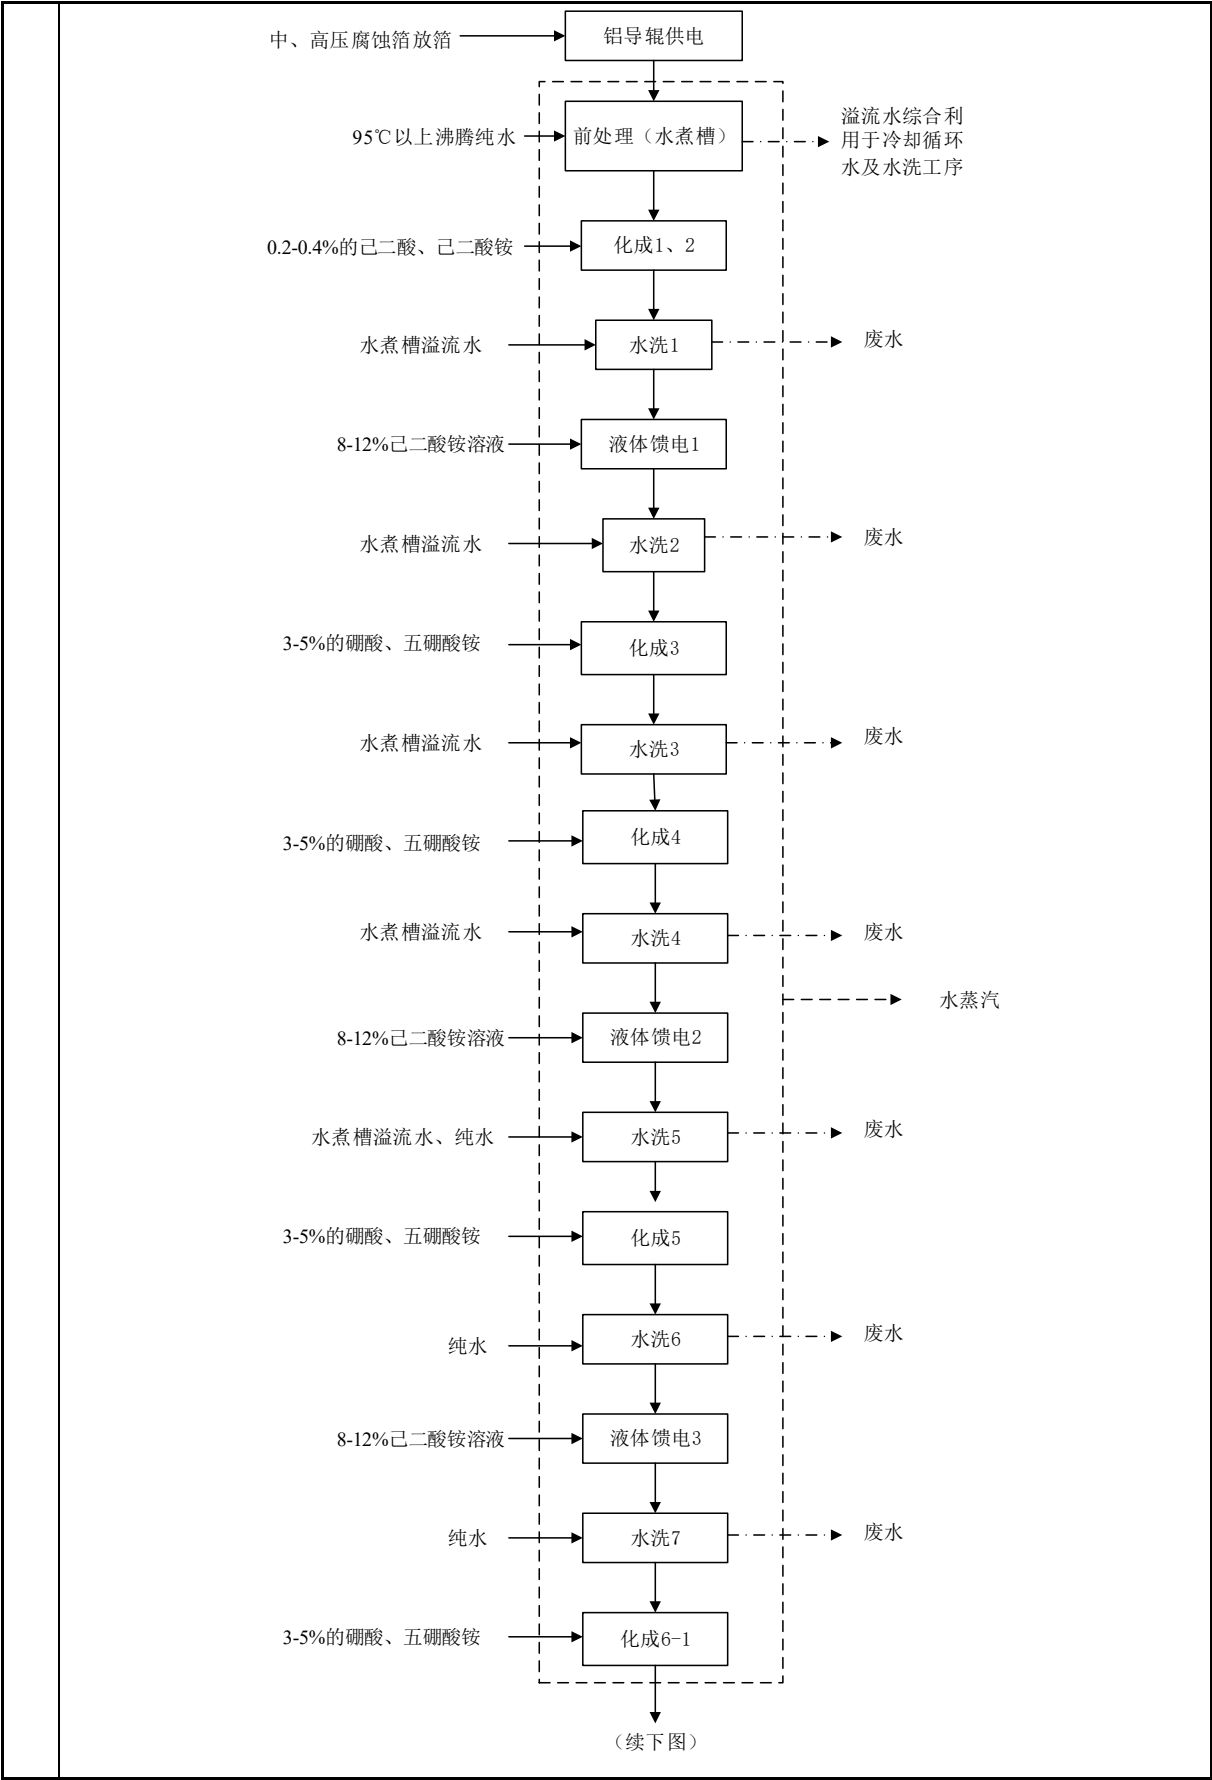 中、高压腐蚀箔放箔
铝导辊供电
95℃以上沸腾纯水
前处理（水煮槽）
溢流水综合利
用于冷却循环
水及水洗工序
0.2-0.4%的己二酸、己二酸铵
化成1、2
水煮槽溢流水
水洗1
废水
8-12%己二酸铵溶液
液体馈电1
水煮槽溢流水
水洗2
废水
3-5%的硼酸、五硼酸铵
化成3
水煮槽溢流水
水洗3
废水
3-5%的硼酸、五硼酸铵
化成4
水煮槽溢流水
水洗4
废水
水蒸汽
8-12%己二酸铵溶液
液体馈电2
水煮槽溢流水、纯水
水洗5
废水
3-5%的硼酸、五硼酸铵
化成5
纯水
水洗6
废水
8-12%己二酸铵溶液
液体馈电3
纯水
水洗7
废水
3-5%的硼酸、五硼酸铵
化成6-1
（续下图）